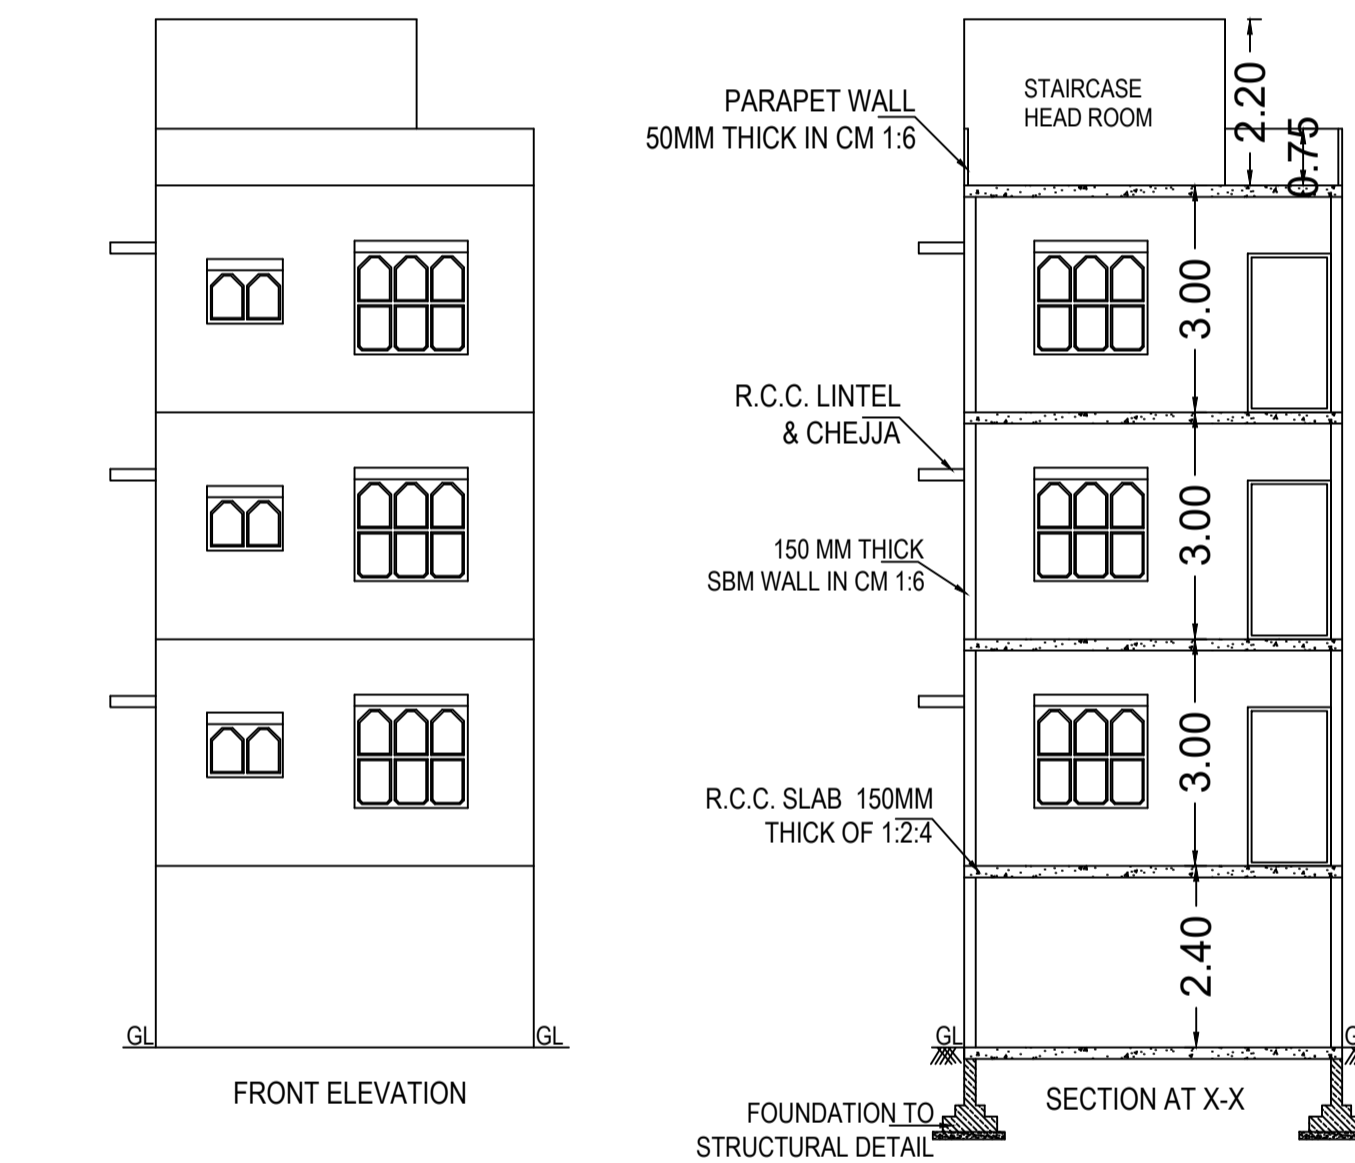 GL
GL
FRONT ELEVATION
PARAPET WALL
50MM THICK IN CM 1:6
STAIRCASE
HEAD ROOM
2.20
0.75
3.00
R.C.C. LINTEL
& CHEJJA
3.00
150 MM THICK
SBM WALL IN CM 1:6
3.00
R.C.C. SLAB 150MM
THICK OF 1:2:4
2.40
GL
SECTION AT X-X
FOUNDATION TO
STRUCTURAL DETAIL